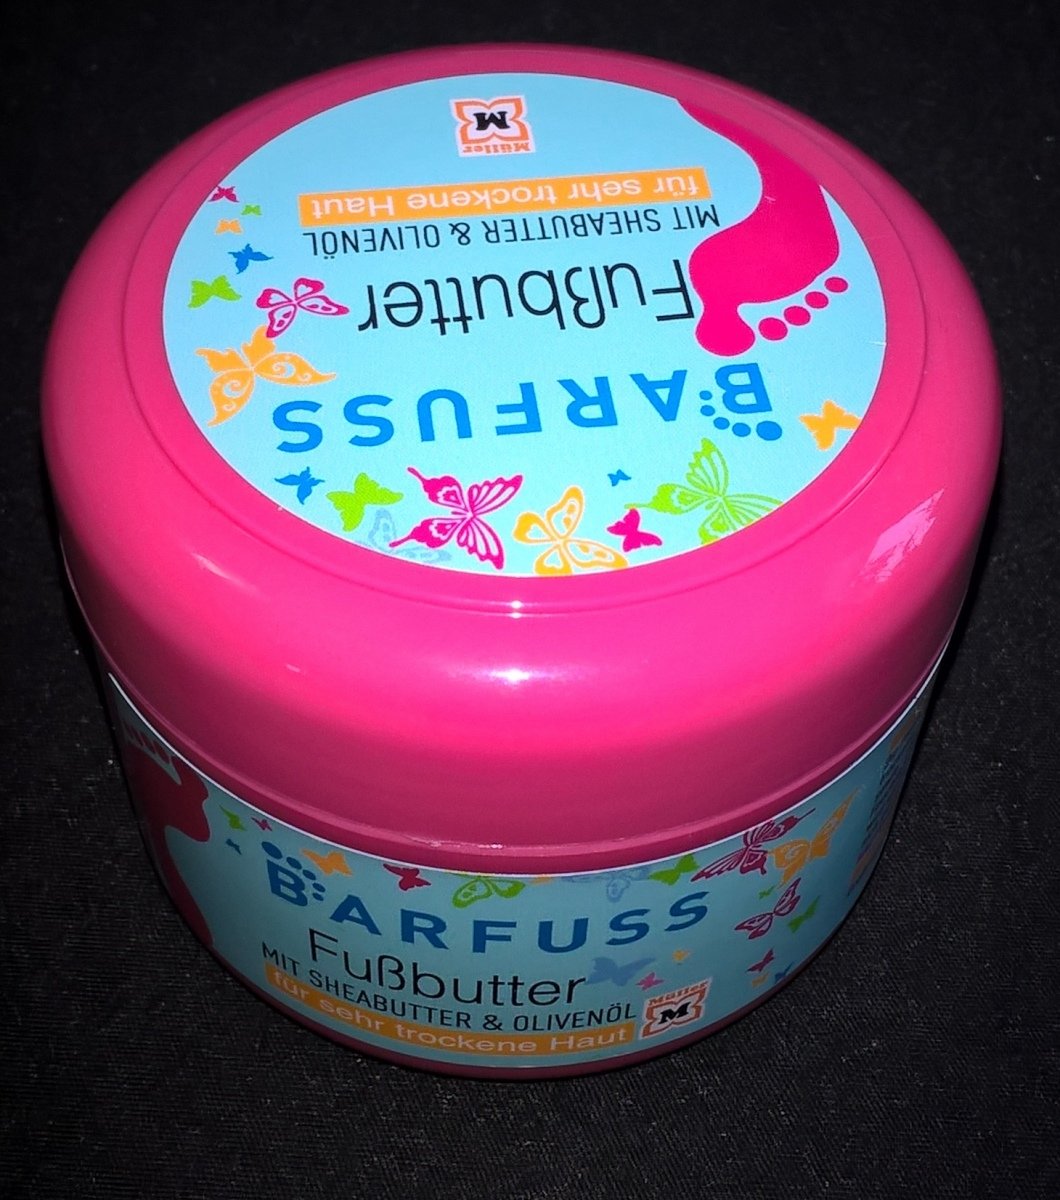 BARFUSS
Fußbutter
MIT SHEABUTTER & OLIVENÖL
für sehr trockene Haut
Müller
M
BARFUSS
Fußbutter
MIT SHEABUTTER & OLIVENÖL
für sehr trockene Haut
Müller
M